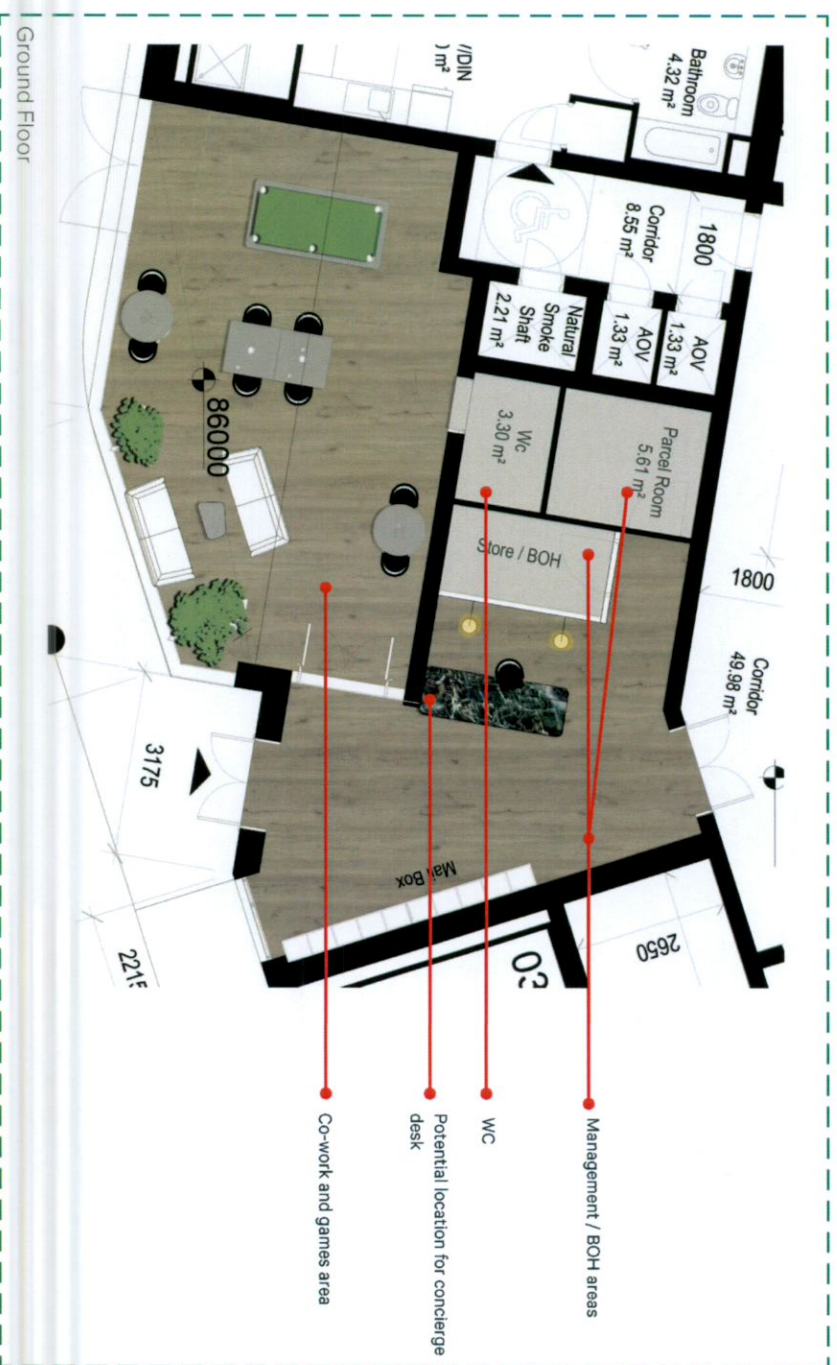 Bathroom
4.32 m²
/DIN
) m²
Corridor
8.55 m²
1800
AOV
1.33 m²
AOV
1.33 m²
Natural
Smoke
Shaft
2.21 m²
Wc
3.30 m²
Parcel Room
5.61 m²
Store / BOH
1800
Corridor
49.98 m²
86000
3175
Mail Box
2650
03
2215
Management / BOH areas
WC
Potential location for concierge
desk
Co-work and games area
Ground Floor